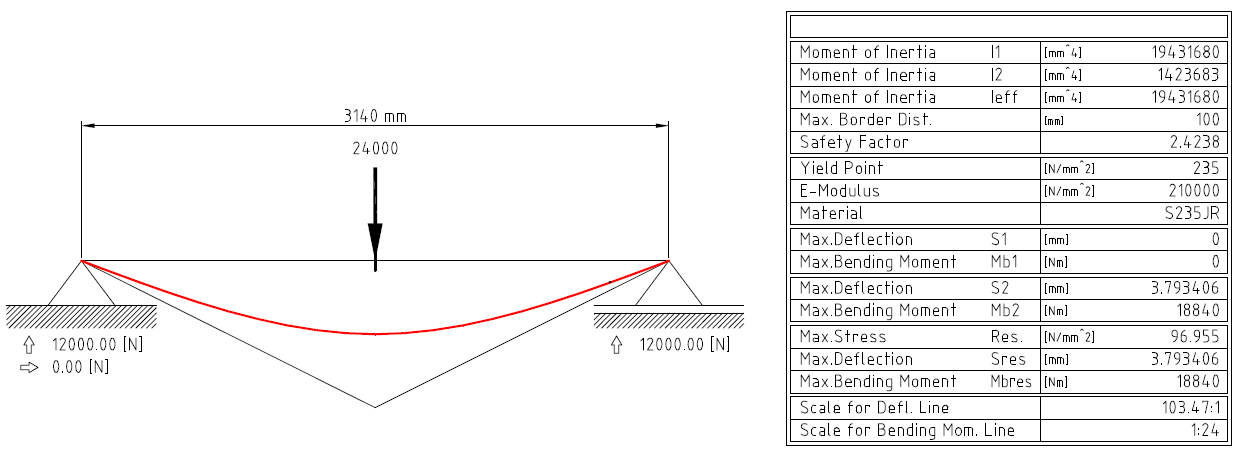 3140 mm
24000
12000.00 [N]
0.00 [N]
12000.00 [N]
Moment of Inertia I1 [mm^4] 19431680
Moment of Inertia I2 [mm^4] 1423683
Moment of Inertia Ieff [mm^4] 19431680
Max. Border Dist. [mm] 100
Safety Factor 2.4238
Yield Point [N/mm^2] 235
E-Modulus [N/mm^2] 210000
Material S235JR
Max.Deflection S1 [mm] 0
Max.Bending Moment Mb1 [Nm] 0
Max.Deflection S2 [mm] 3.793406
Max.Bending Moment Mb2 [Nm] 18840
Max.Stress Res. [N/mm^2] 96.955
Max.Deflection Sres [mm] 3.793406
Max.Bending Moment Mbres [Nm] 18840
Scale for Defl. Line 103.47:1
Scale for Bending Mom. Line 1:24